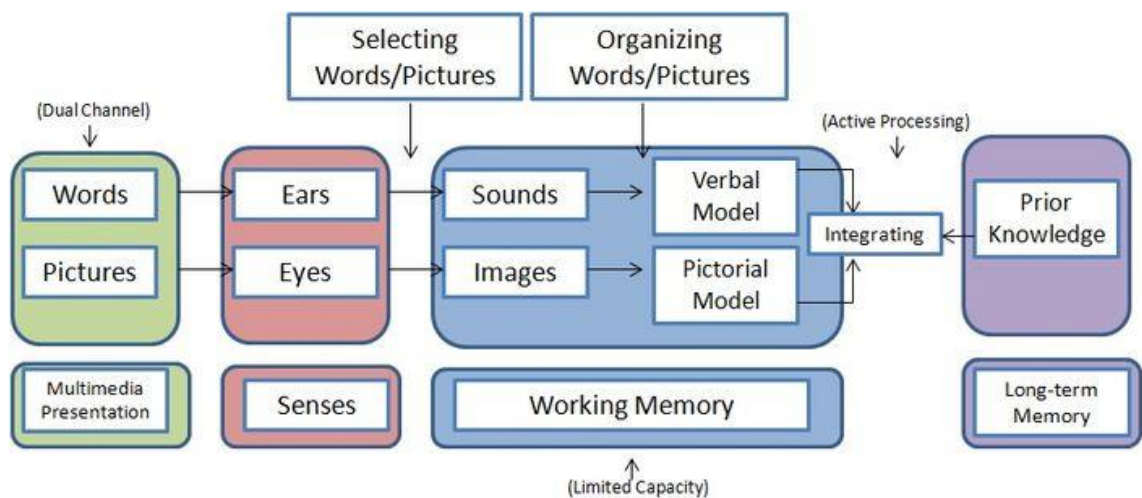 Selecting
Words/Pictures
Organizing
Words/Pictures
(Dual Channel)
(Active Processing)
Words
Ears
Sounds
Verbal
Model
Integrating
Prior
Knowledge
Pictures
Eyes
Images
Pictorial
Model
Multimedia
Presentation
Senses
Working Memory
Long-term
Memory
(Limited Capacity)